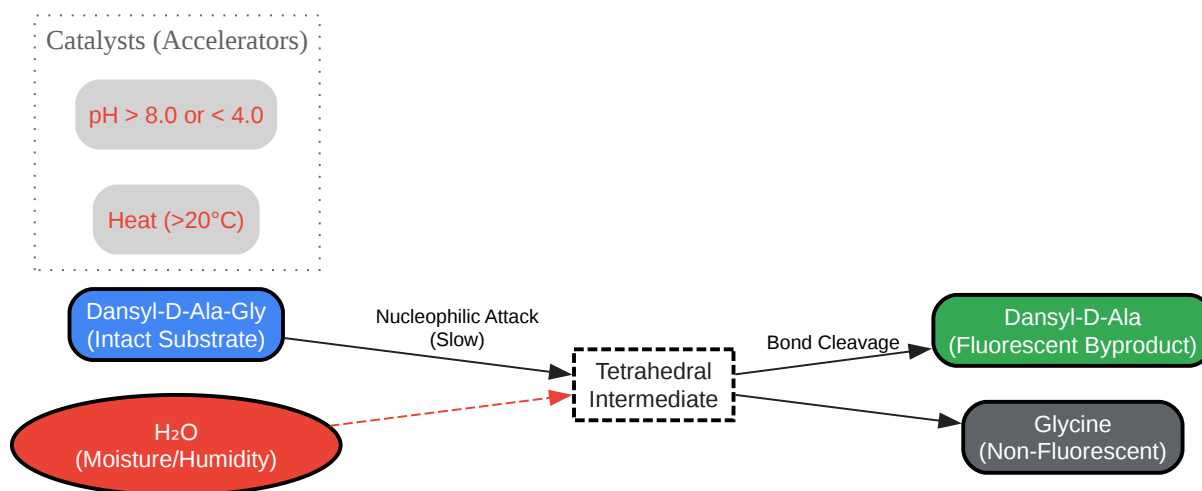 Catalysts (Accelerators)
pH > 8.0 or < 4.0
Heat (>20°C)
Dansyl-D-Ala-Gly
(Intact Substrate)
Nucleophilic Attack
(Slow)
H₂O
(Moisture/Humidity)
Tetrahedral
Intermediate
Bond Cleavage
Dansyl-D-Ala
(Fluorescent Byproduct)
Glycine
(Non-Fluorescent)